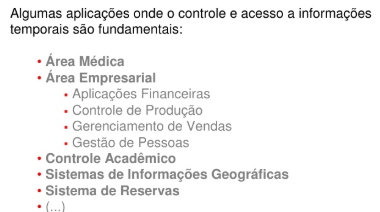 Algumas aplicações onde o controle e acesso a informações
temporais são fundamentais:
• Área Médica
• Área Empresarial
▪ Aplicações Financeiras
▪ Controle de Produção
▪ Gerenciamento de Vendas
▪ Gestão de Pessoas
• Controle Acadêmico
• Sistemas de Informações Geográficas
• Sistema de Reservas
• (...)